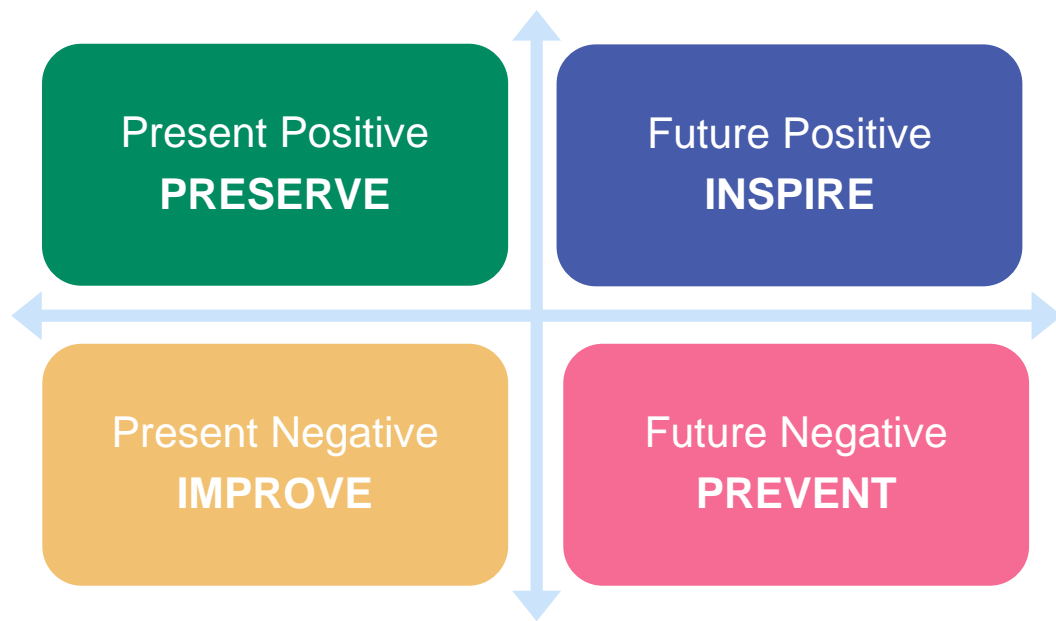 Present Positive
PRESERVE
Future Positive
INSPIRE
Present Negative
IMPROVE
Future Negative
PREVENT